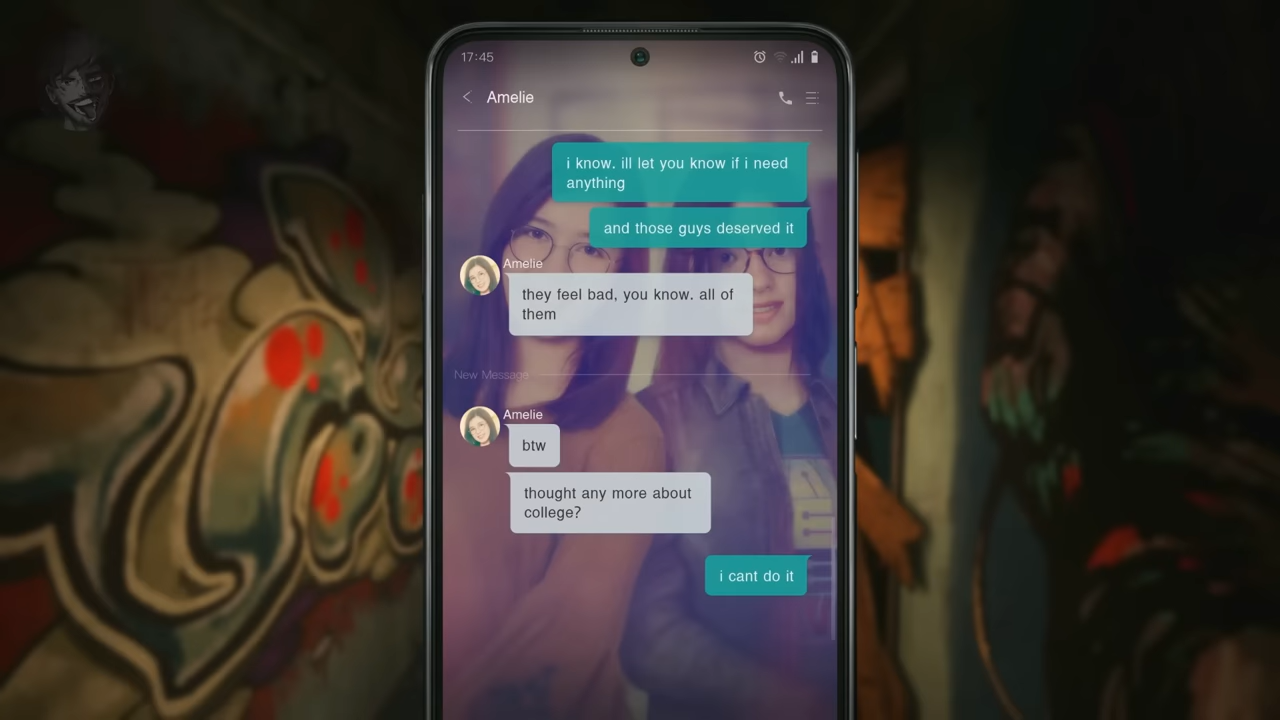 17:45
Amelie
i know. ill let you know if i need
anything
and those guys deserved it
Amelie
they feel bad, you know. all of
them
New Message
Amelie
btw
thought any more about
college?
i cant do it